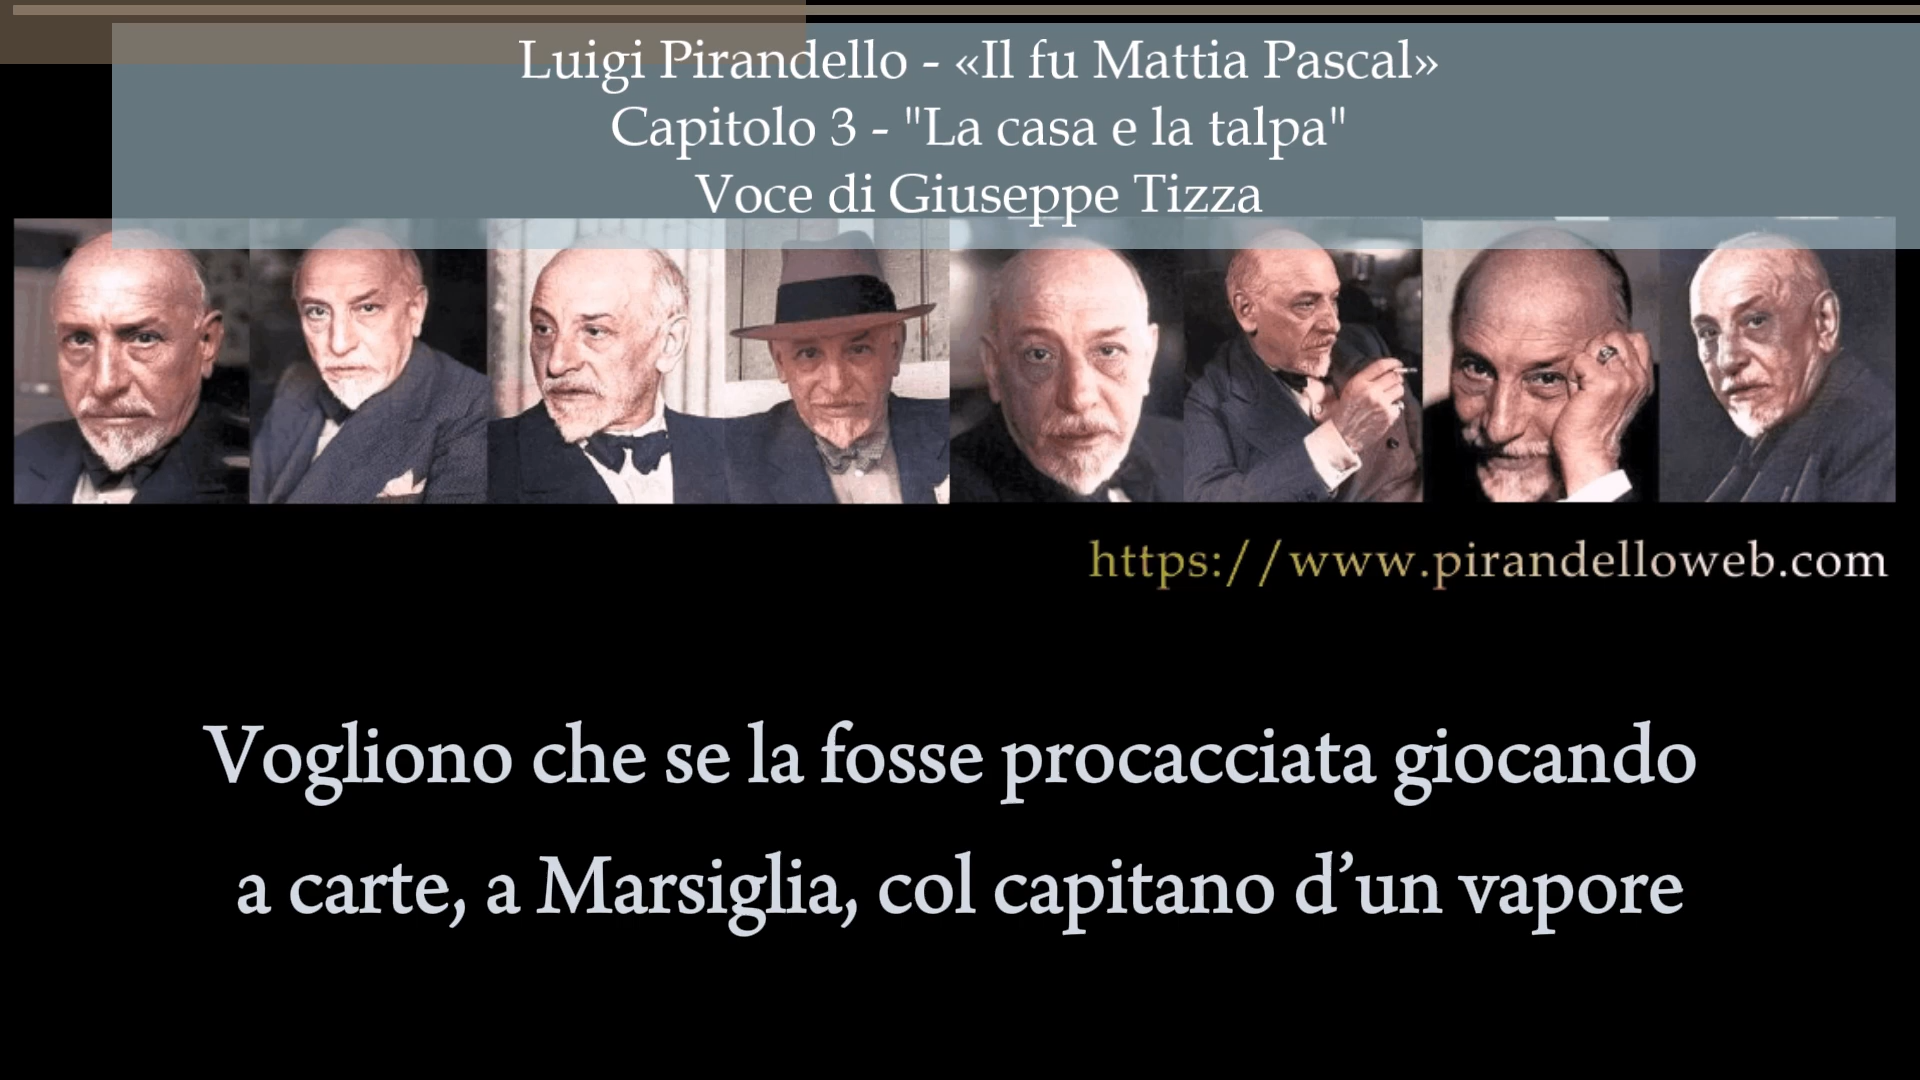 Luigi Pirandello - «Il fu Mattia Pascal»
Capitolo 3 - "La casa e la talpa"
Voce di Giuseppe Tizza
https://www.pirandelloweb.com
Vogliono che se la fosse procacciata giocando
a carte, a Marsiglia, col capitano d’un vapore